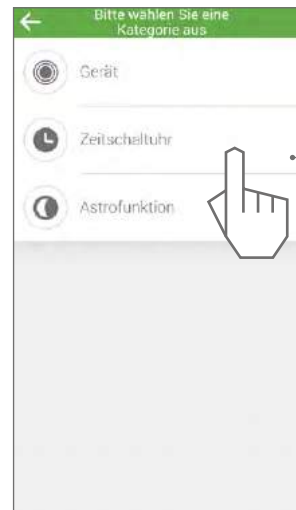 Bitte wählen Sie eine
Kategorie aus
Gerät
Zeitschaltuhr
Astrofunktion